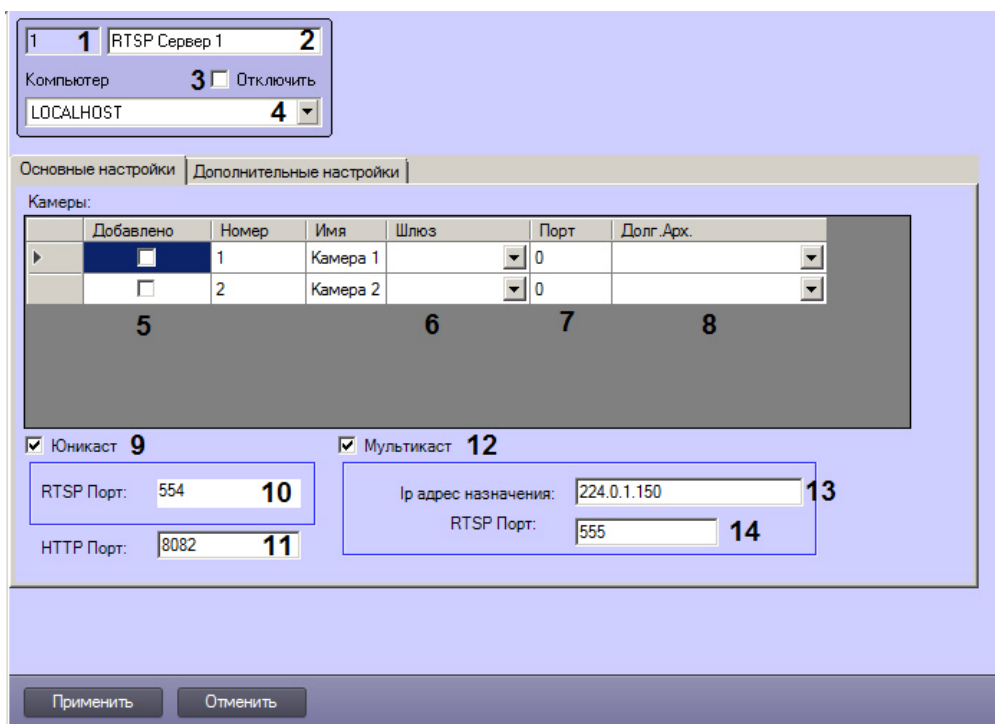 1 1 RTSP Сервер 1 2
Компьютер 3 Отключить
LOCALHOST 4
Основные настройки Дополнительные настройки
Камеры:
Добавлено Номер Имя Шлюз Порт Долг.Арх.
1 Камера 1 0
2 Камера 2 0
5 6 7 8
Юникаст 9 Мультикаст 12
RTSP Порт: 554 10 Ip адрес назначения: 224.0.1.150 13
RTSP Порт: 555 14
HTTP Порт: 8082 11
Применить Отменить